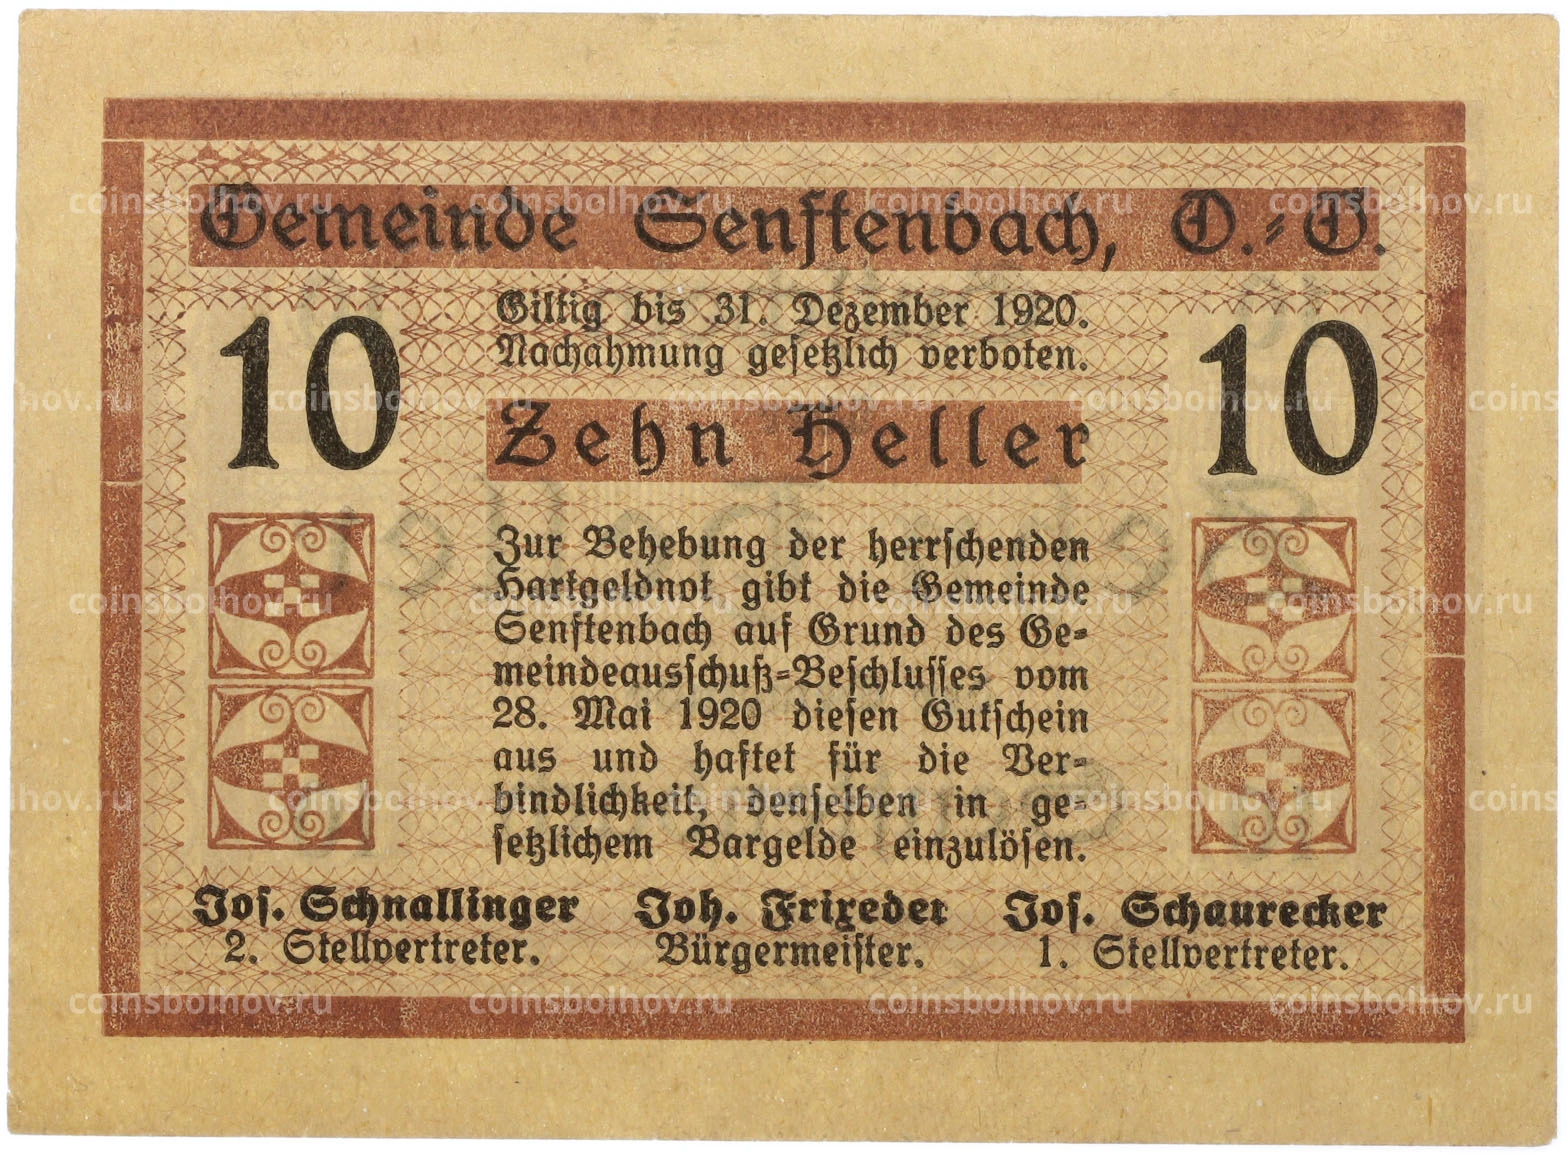 Gemeinde Senftenbach, O.=Ö.
10
Giltig bis 31. Dezember 1920.
Nachahmung gesetzlich verboten.
10
Zehn Heller
Zur Behebung der herrschenden
Hartgeldnot gibt die Gemeinde
Senftenbach auf Grund des Ge=
meindeausschuß=Beschlusses vom
28. Mai 1920 diesen Gutschein
aus und haftet für die Ver=
bindlichkeit, denselben in ge=
setzlichem Bargelde einzulösen.
Jos. Schnallinger Joh. Frixeder Jos. Schaurecker
2. Stellvertreter. Bürgermeister. 1. Stellvertreter.
coinsbolhov.ru